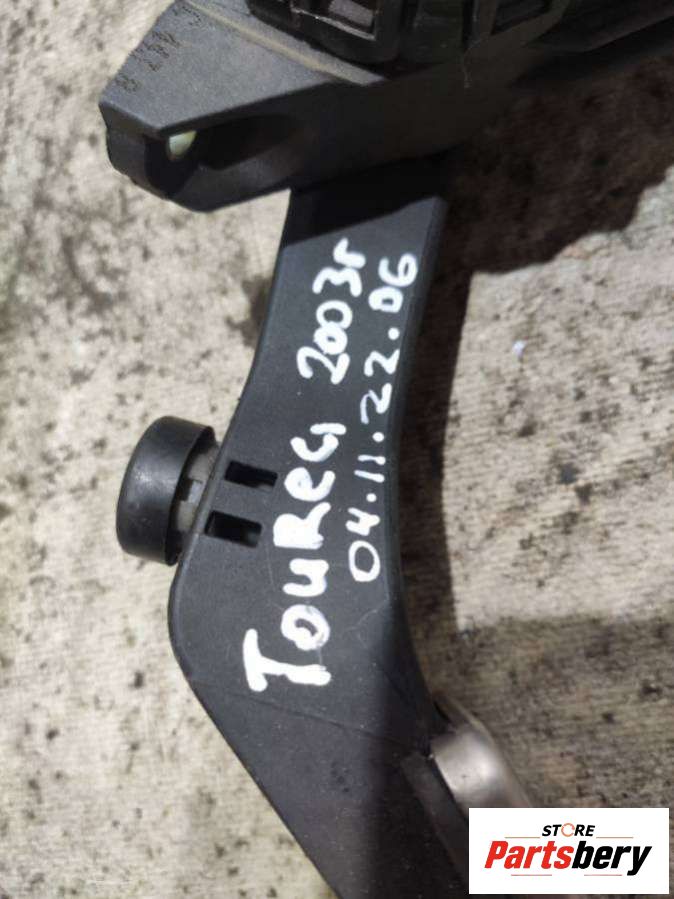 TouReg 2003г
04.11.22.06
STORE
Partsbery